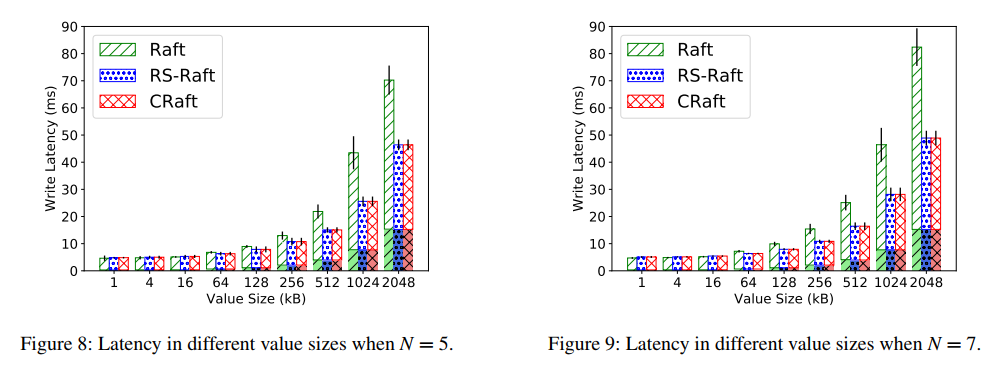 90
80
70
60
50
40
30
20
10
0
Write Latency (ms)
Raft
RS-Raft
CRaft
1 4 16 64 128 256 512 1024 2048
Value Size (kB)
Figure 8: Latency in different value sizes when N = 5.
90
80
70
60
50
40
30
20
10
0
Write Latency (ms)
Raft
RS-Raft
CRaft
1 4 16 64 128 256 512 1024 2048
Value Size (kB)
Figure 9: Latency in different value sizes when N = 7.